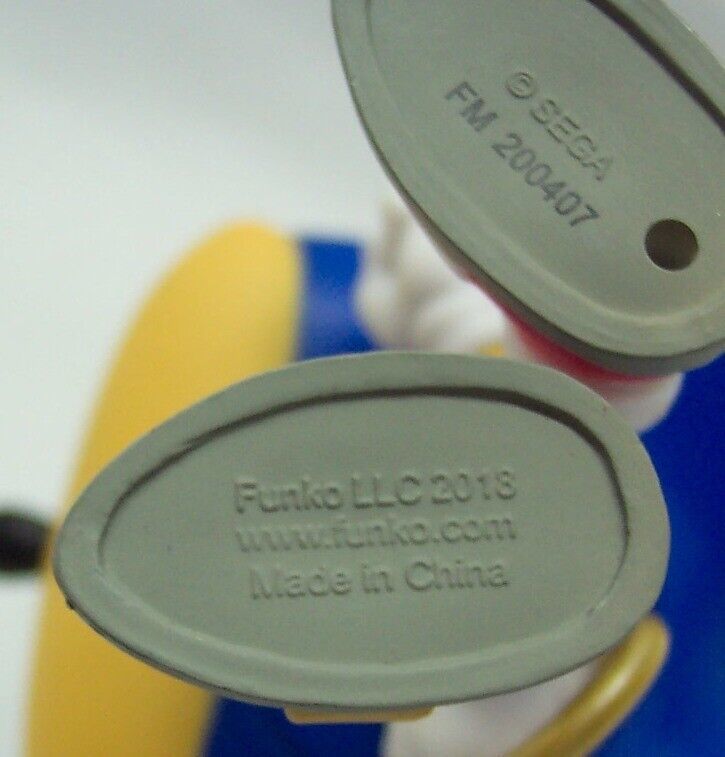 © SEGA
FM 200407
Funko LLC 2018
www.funko.com
Made in China